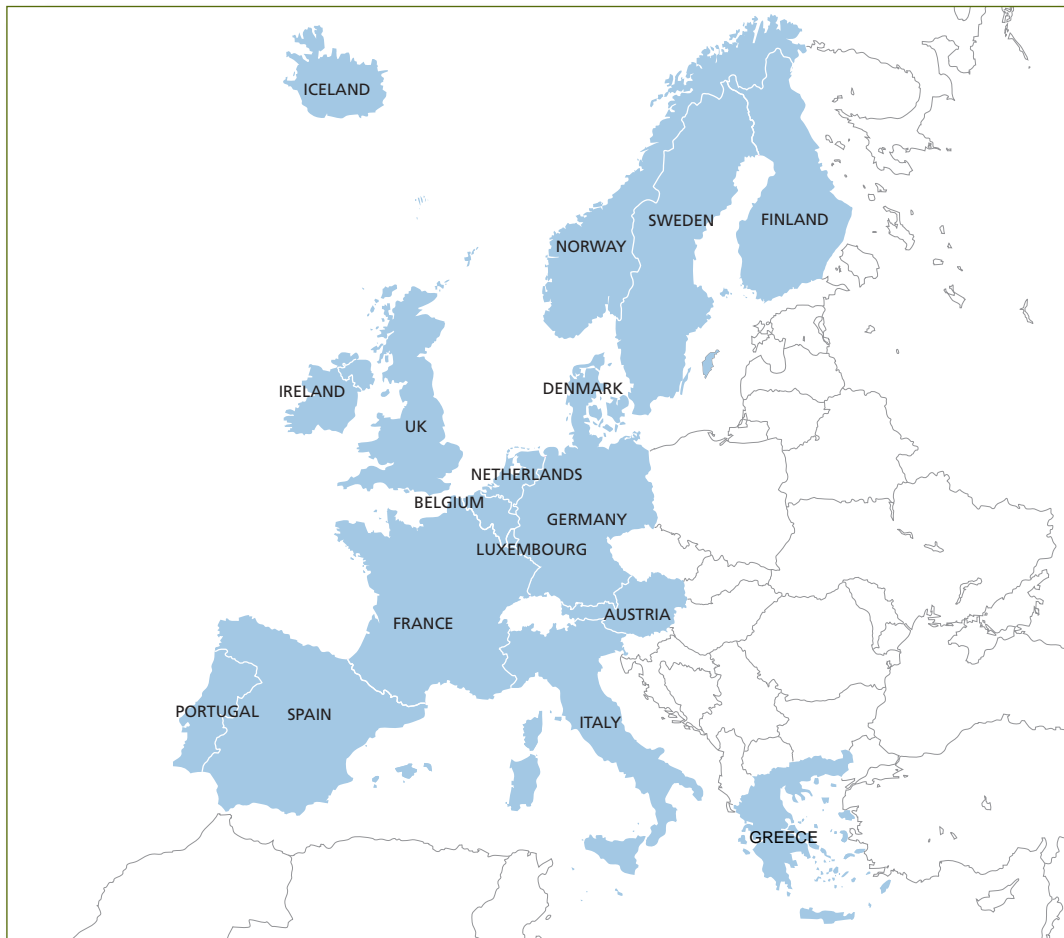 ICELAND
FINLAND
SWEDEN
NORWAY
DENMARK
IRELAND
UK
NETHERLANDS
BELGIUM
GERMANY
LUXEMBOURG
AUSTRIA
FRANCE
PORTUGAL
SPAIN
ITALY
GREECE